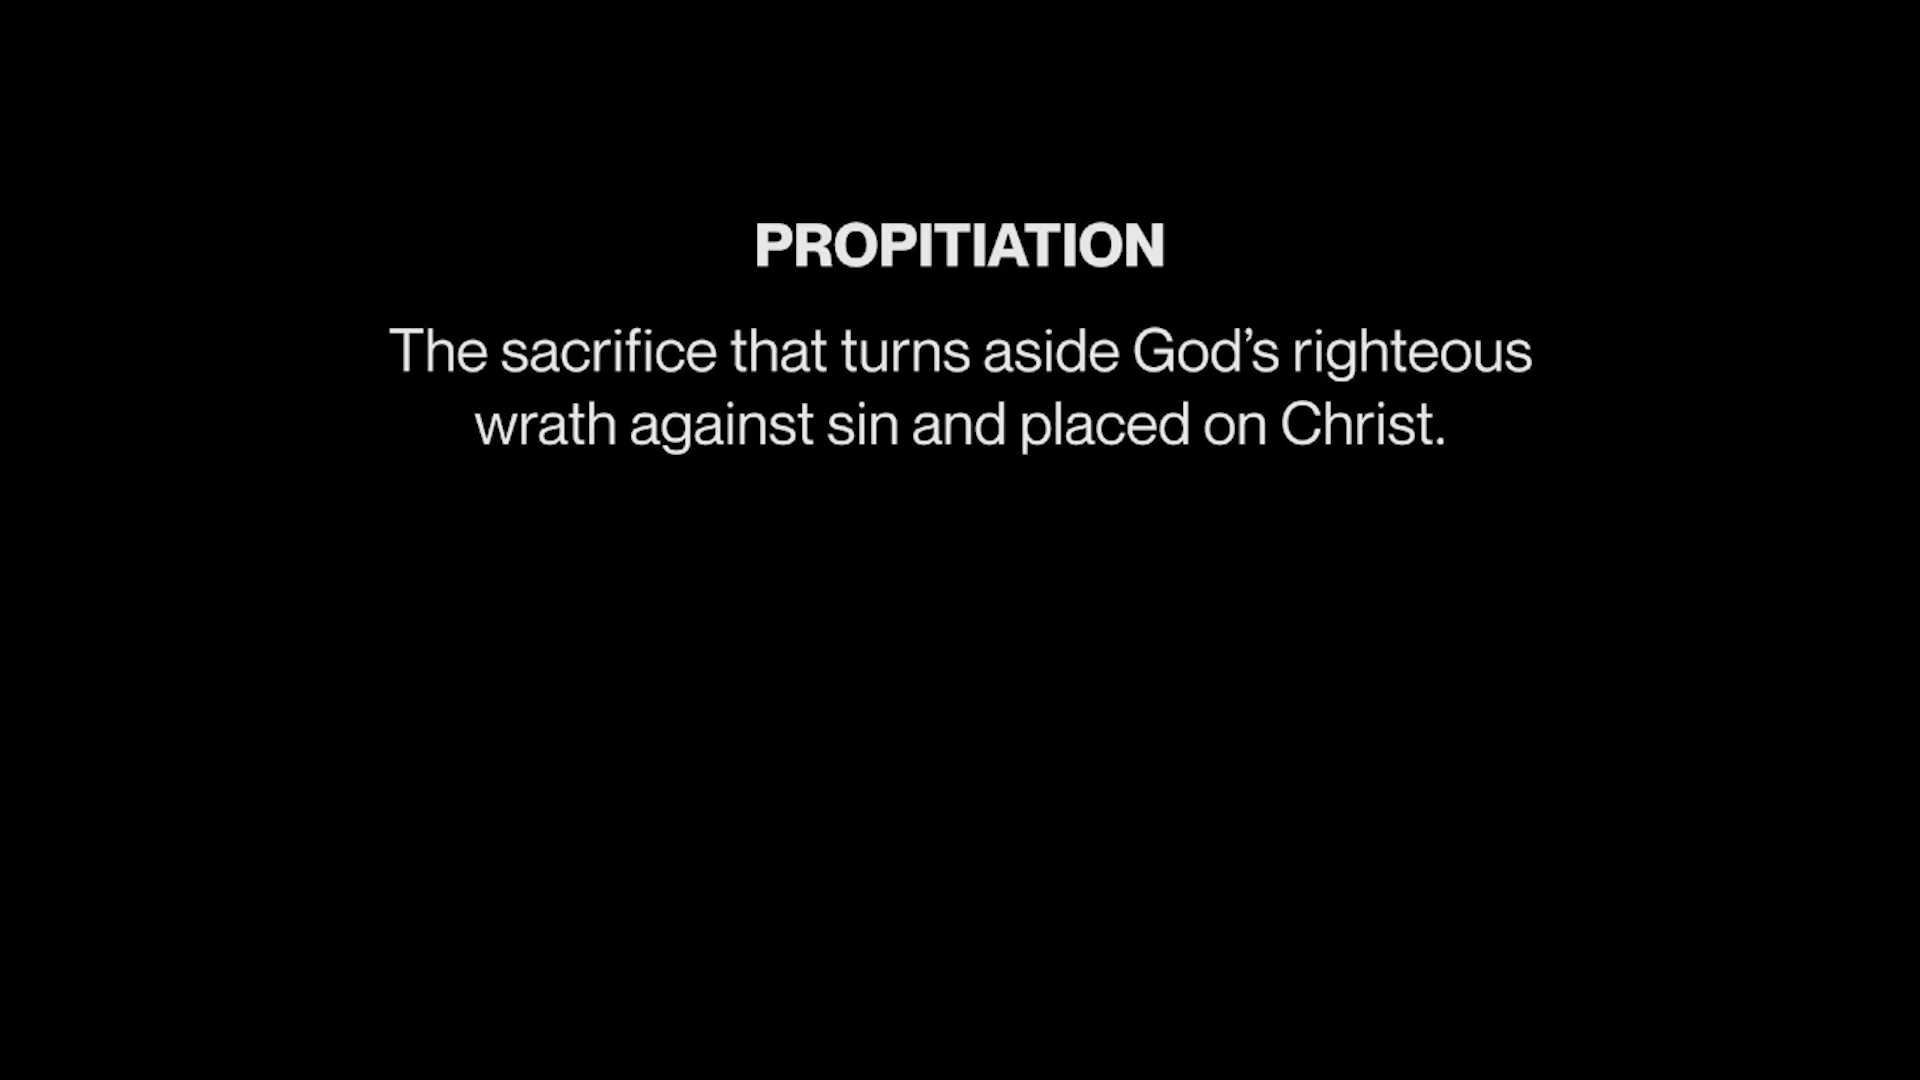 PROPITIATION
The sacrifice that turns aside God’s righteous
wrath against sin and placed on Christ.